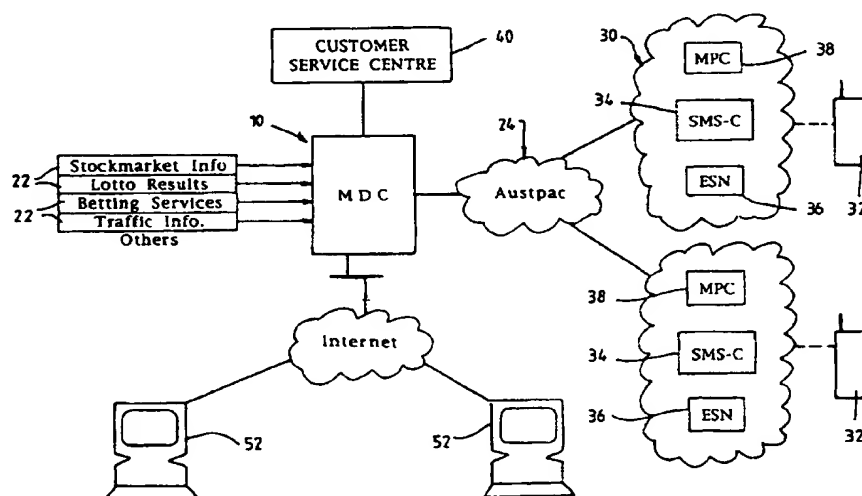 CUSTOMER
SERVICE CENTRE
40
30
MPC
38
34
SMS-C
10
24
22
Stockmarket Info
Lotto Results
22
Betting Services
Traffic Info.
Others
MDC
Austpac
ESN
36
32
38
MPC
Internet
34
SMS-C
36
ESN
52
52
32